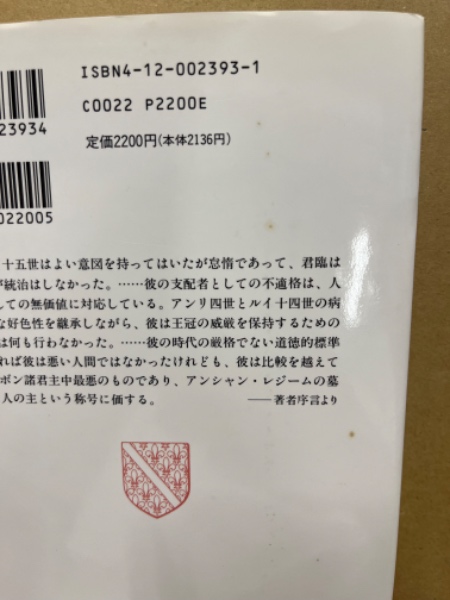 ISBN4-12-002393-1
C0022 P2200E
23934
定価2200円(本体2136円)
022005
十五世はよい意図を持ってはいたが怠惰であって、君臨は
統治はしなかった。……彼の支配者としての不適格は、人
しての無価値に対応している。アンリ四世とルイ十四世の病
な好色性を継承しながら、彼は王冠の威厳を保持するための
は何も行わなかった。……彼の時代の厳格でない道徳的標準
れば彼は悪い人間ではなかったけれども、彼は比較を越えて
ボン諸君主中最悪のものであり、アンシャン・レジームの墓
人の主という称号に価する。 ――著者序言より